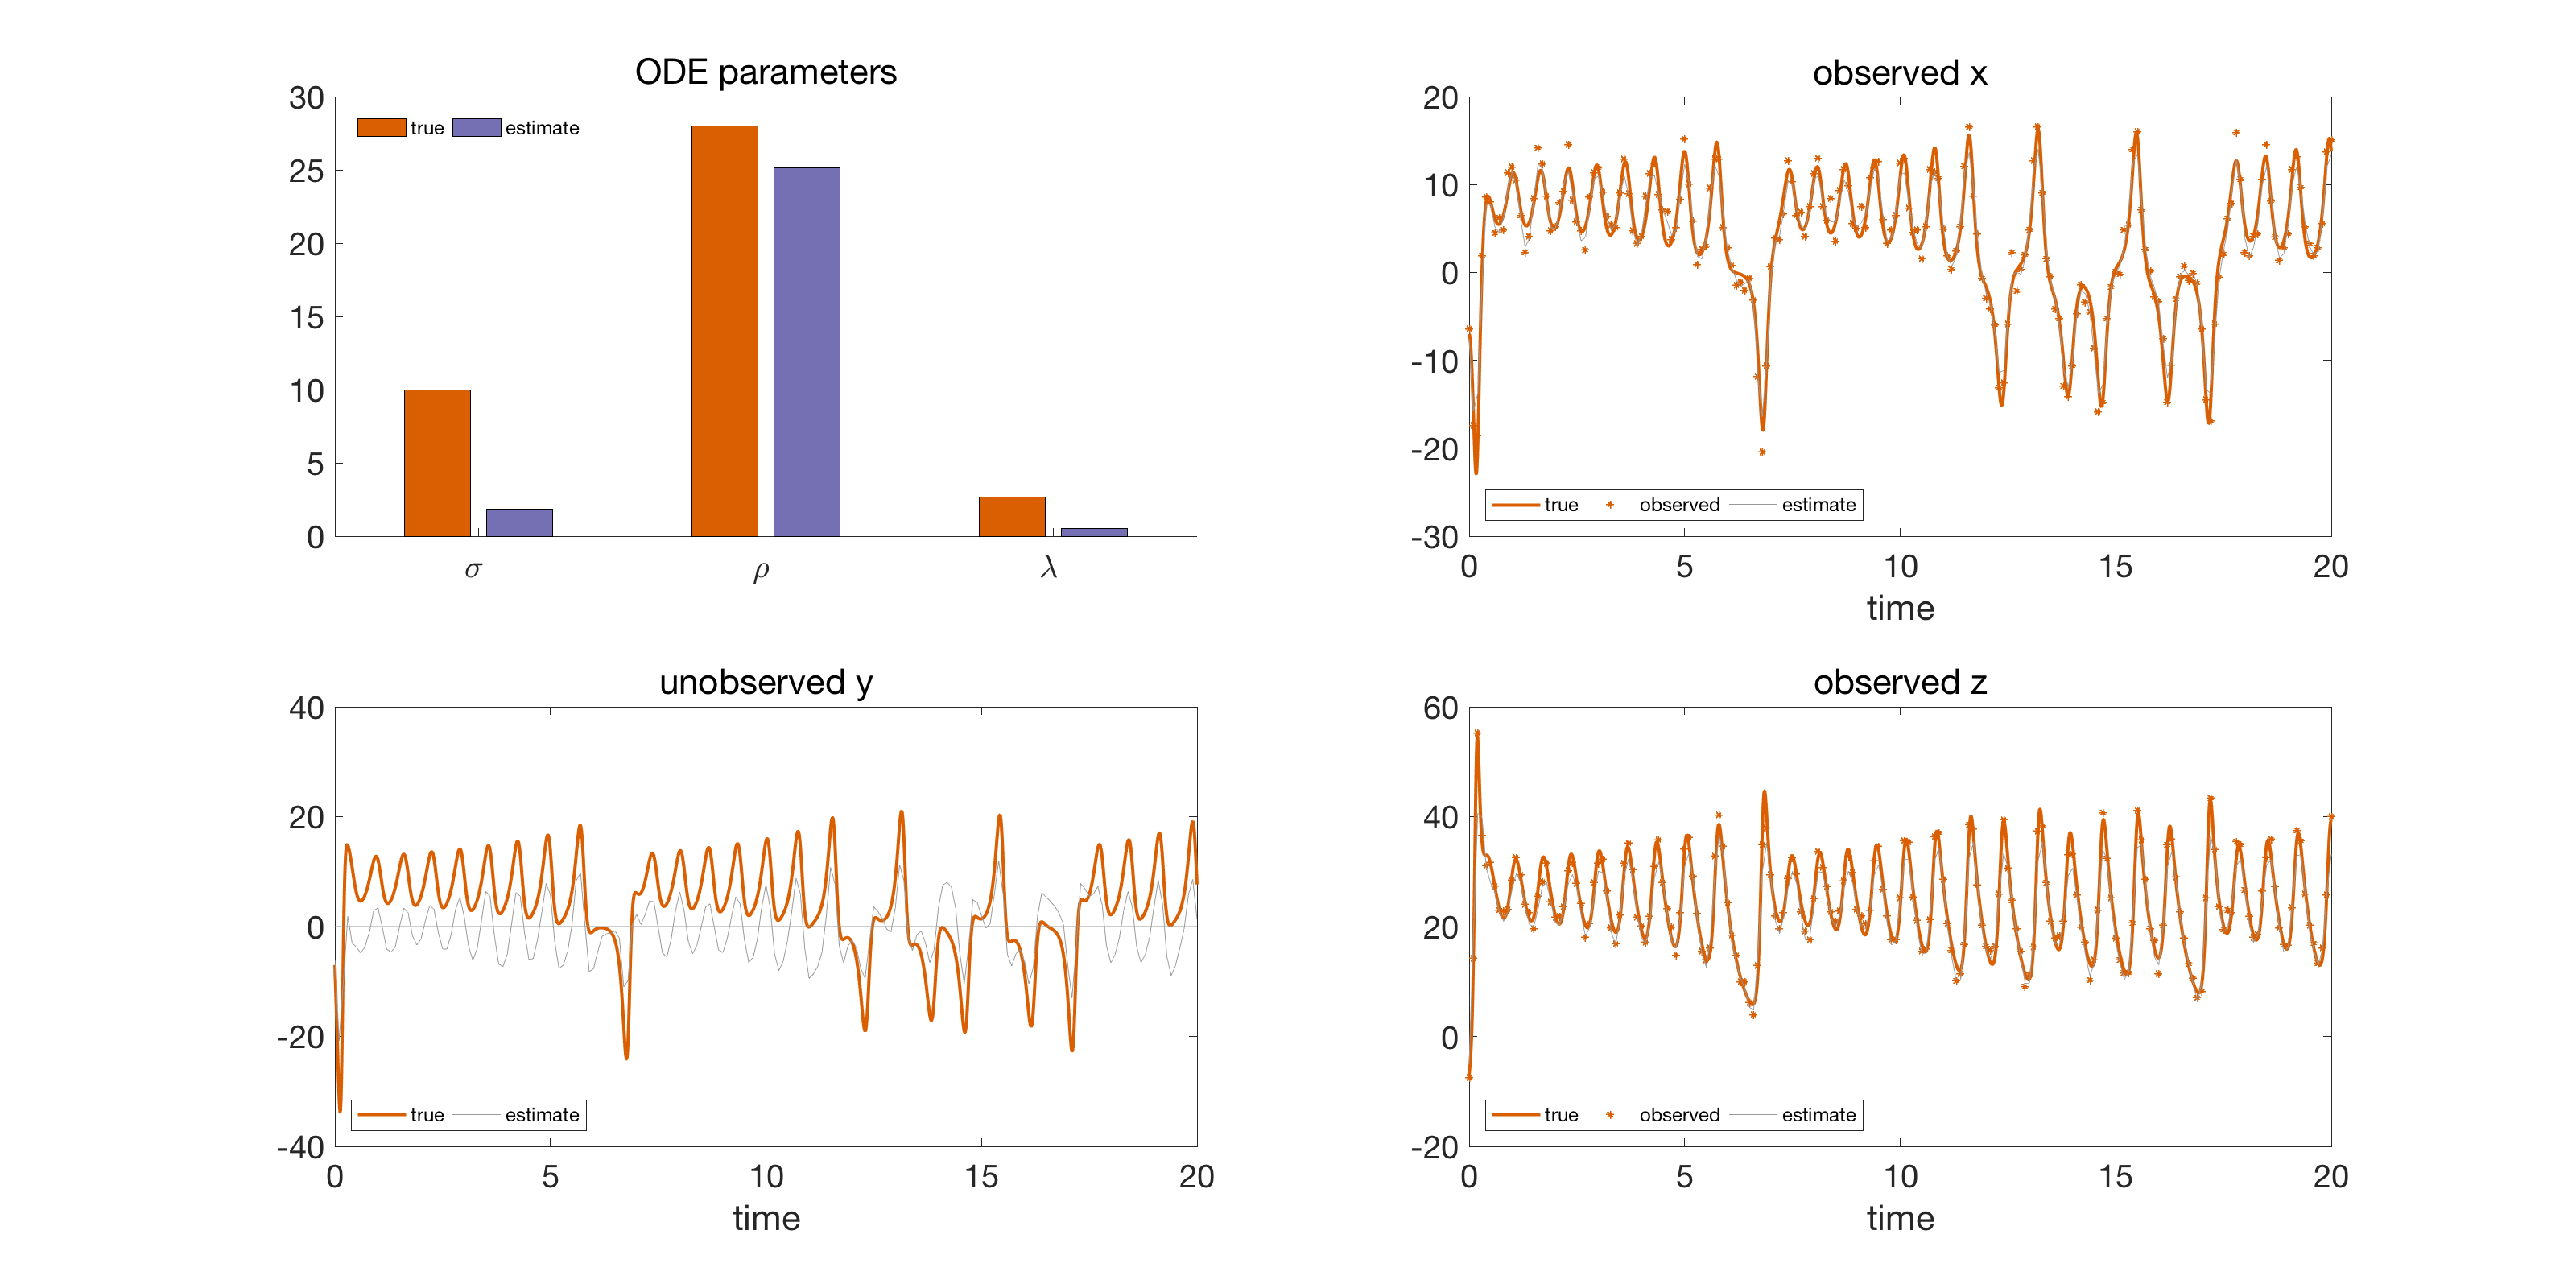 ODE parameters
30
25
20
15
10
5
0
true estimate
σ ρ λ
observed x
20
10
0
-10
-20
-30
true observed estimate
0 5 10 15 20
time
unobserved y
40
20
0
-20
-40
true estimate
0 5 10 15 20
time
observed z
60
40
20
0
-20
true observed estimate
0 5 10 15 20
time